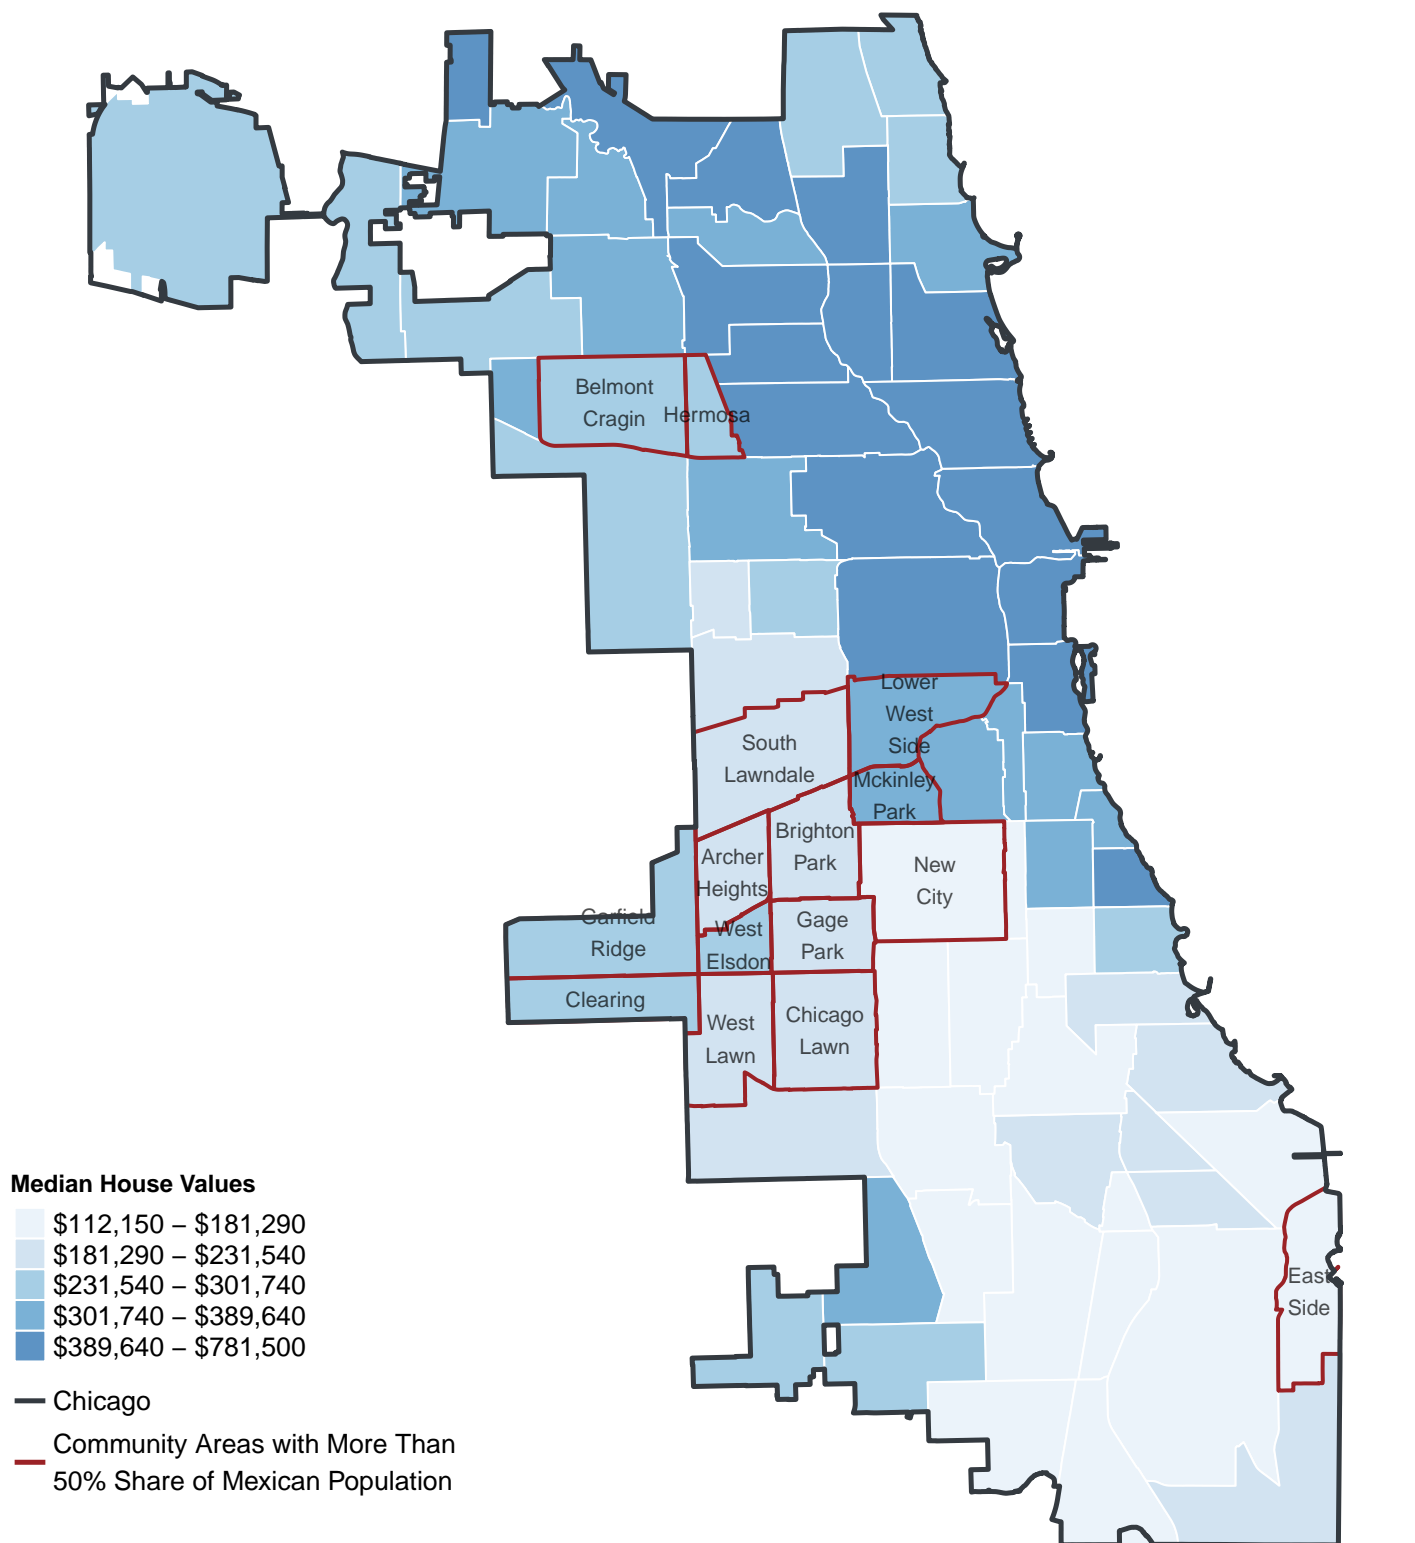 Belmont
Cragin
Hermosa
Lower
West
Side
South
Lawndale
Mckinley
Park
Brighton
Park
Archer
Heights
New
City
Garfield
Ridge
West
Elsdon
Gage
Park
Clearing
West
Lawn
Chicago
Lawn
East
Side
Median House Values
$112,150 – $181,290
$181,290 – $231,540
$231,540 – $301,740
$301,740 – $389,640
$389,640 – $781,500
Chicago
Community Areas with More Than
50% Share of Mexican Population